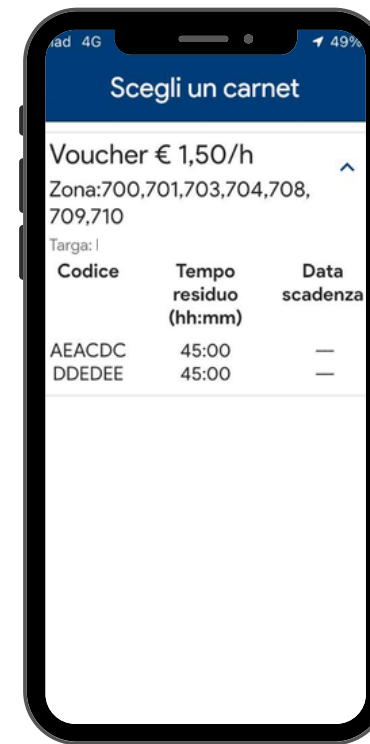 4G
49%
Scegli un carnet
Voucher € 1,50/h
Zona:700,701,703,704,708,
709,710
Targa:
Codice Tempo residuo (hh:mm) Data scadenza
AEACDC 45:00 —
DDEDEE 45:00 —